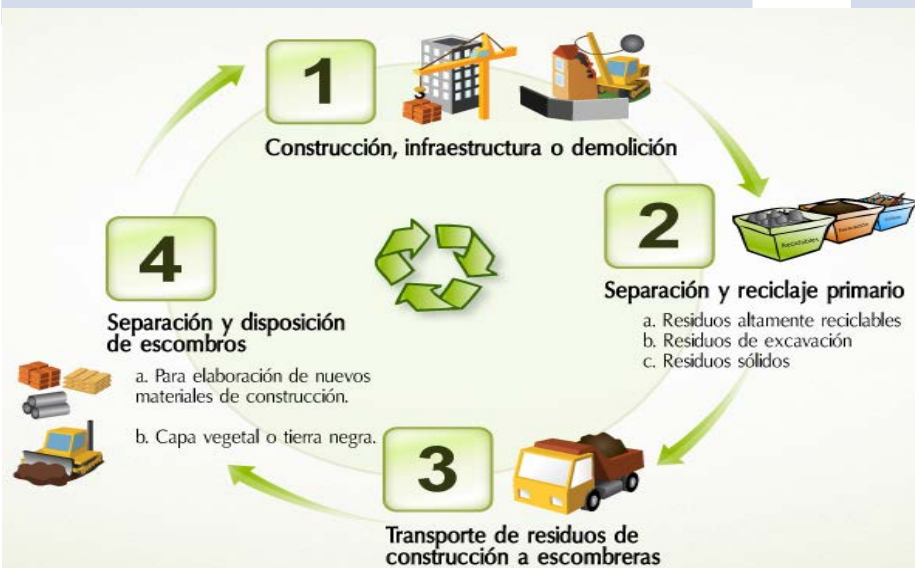 1
Construcción, infraestructura o demolición
2
Reciclables
Separación y reciclaje primario
a. Residuos altamente reciclables
b. Residuos de excavación
c. Residuos sólidos
3
Transporte de residuos de
construcción a escombreras
4
Separación y disposición
de escombros
a. Para elaboración de nuevos
materiales de construcción.
b. Capa vegetal o tierra negra.